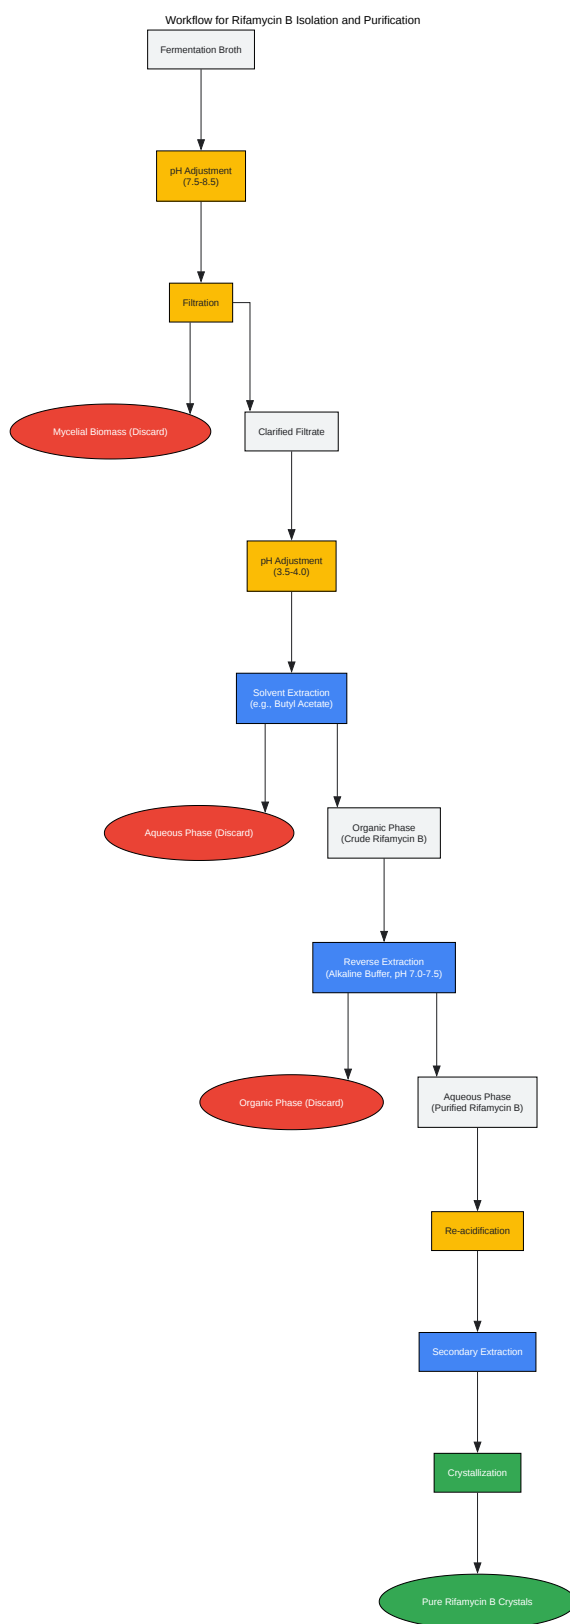 Workflow for Rifamycin B Isolation and Purification
Fermentation Broth
pH Adjustment
(7.5-8.5)
Filtration
Mycelial Biomass (Discard)
Clarified Filtrate
pH Adjustment
(3.5-4.0)
Solvent Extraction
(e.g., Butyl Acetate)
Aqueous Phase (Discard)
Organic Phase
(Crude Rifamycin B)
Reverse Extraction
(Alkaline Buffer, pH 7.0-7.5)
Organic Phase (Discard)
Aqueous Phase
(Purified Rifamycin B)
Re-acidification
Secondary Extraction
Crystallization
Pure Rifamycin B Crystals